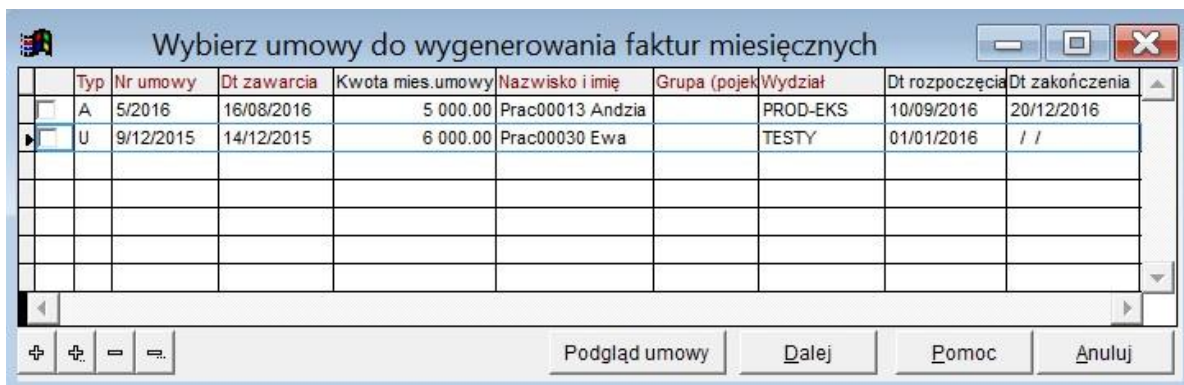 Wybierz umowy do wygenerowania faktur miesięcznych
Typ Nr umowy Dt zawarcia Kwota mies.umowy Nazwisko i imię Grupa (pojek Wydział Dt rozpoczęcia Dt zakończenia
A 5/2016 16/08/2016 5 000.00 Prac00013 Andzia PROD-EKS 10/09/2016 20/12/2016
U 9/12/2015 14/12/2015 6 000.00 Prac00030 Ewa TESTY 01/01/2016 / /
Podgląd umowy Dalej Pomoc Anuluj